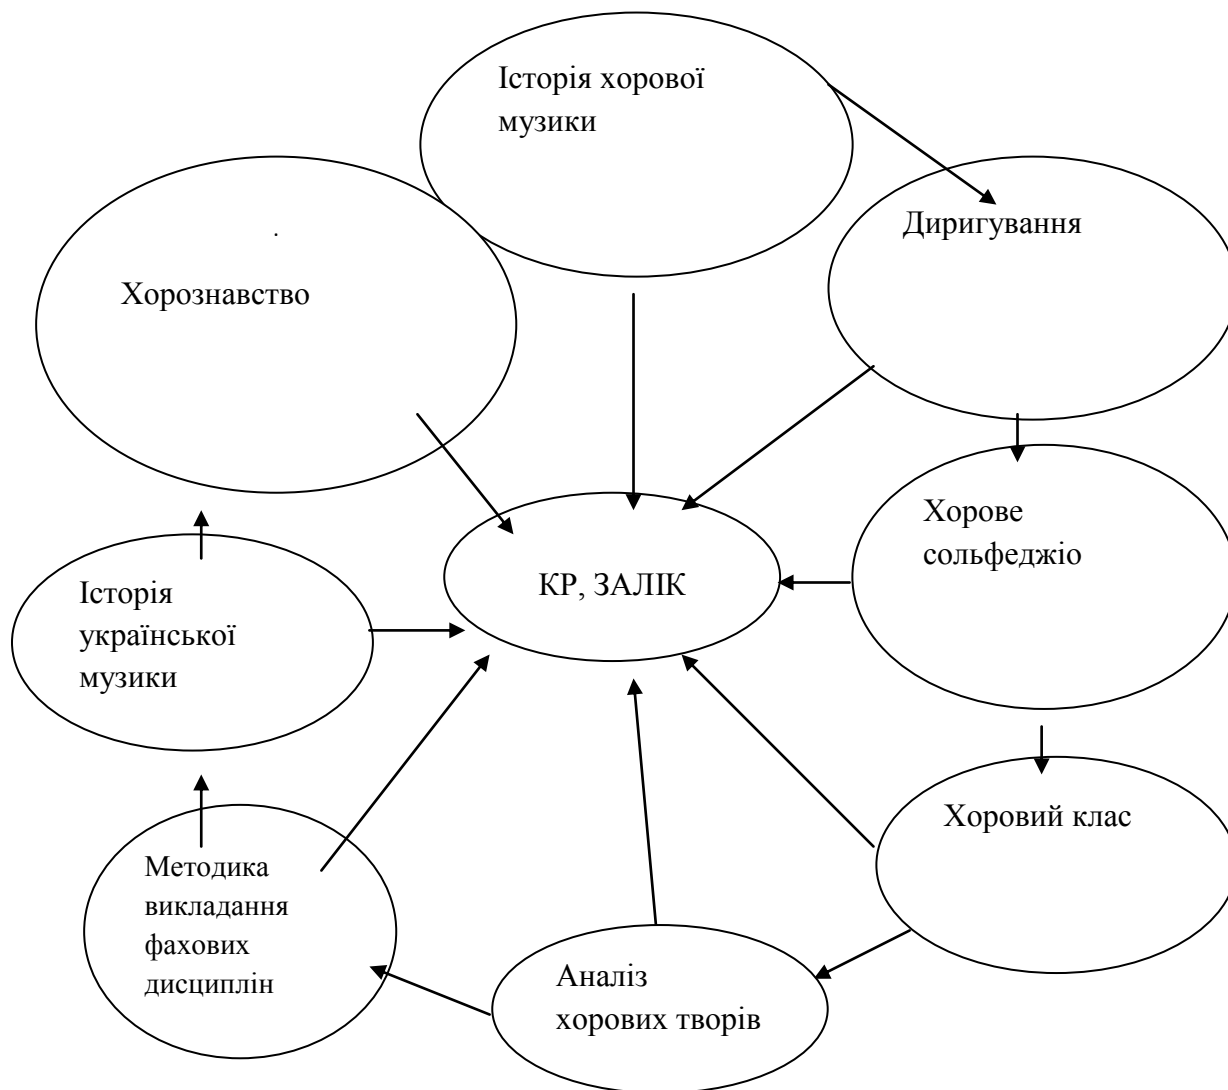 Історія хорової
музики
Диригування
.
Хорознавство
Хорове
сольфеджіо
КР, ЗАЛІК
Історія
української
музики
Хоровий клас
Методика
викладання
фахових
дисциплін
Аналіз
хорових творів